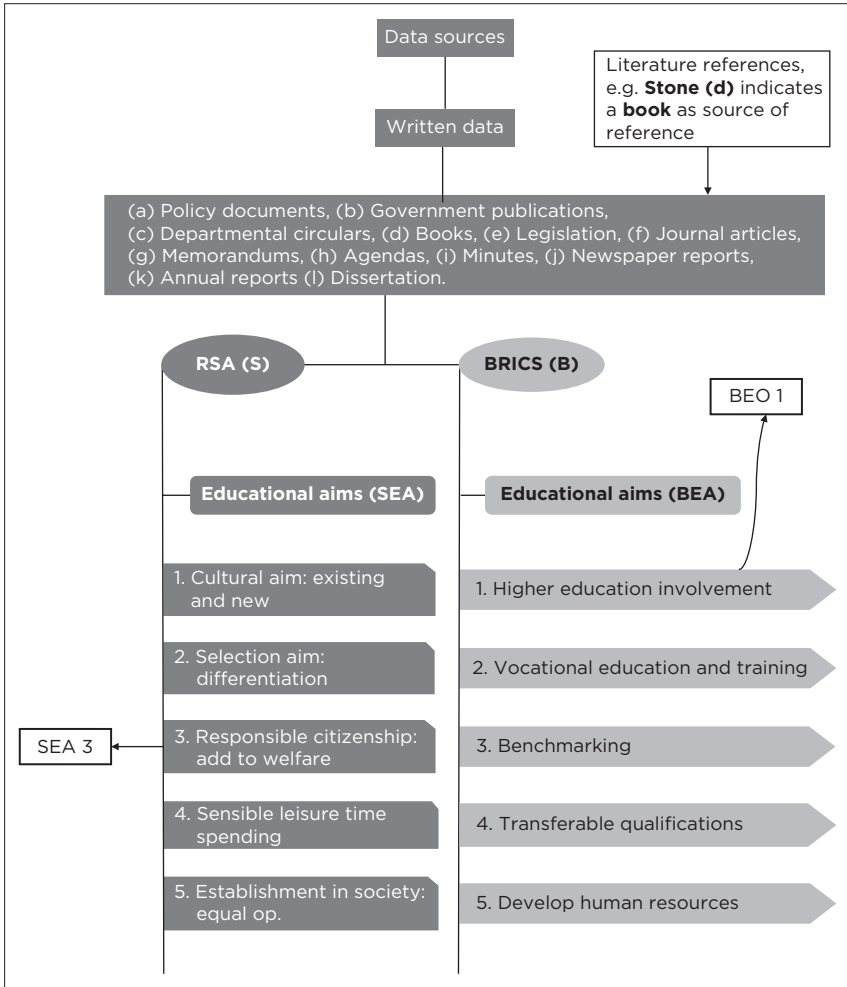 Data sources
Literature references,
e.g. Stone (d) indicates
a book as source of
reference
Written data
(a) Policy documents, (b) Government publications,
(c) Departmental circulars, (d) Books, (e) Legislation, (f) Journal articles,
(g) Memorandums, (h) Agendas, (i) Minutes, (j) Newspaper reports,
(k) Annual reports (l) Dissertation.
RSA (S)
BRICS (B)
BEO 1
Educational aims (SEA)
Educational aims (BEA)
1. Cultural aim: existing
and new
1. Higher education involvement
2. Selection aim:
differentiation
2. Vocational education and training
SEA 3
3. Responsible citizenship:
add to welfare
3. Benchmarking
4. Sensible leisure time
spending
4. Transferable qualifications
5. Establishment in society:
equal op.
5. Develop human resources